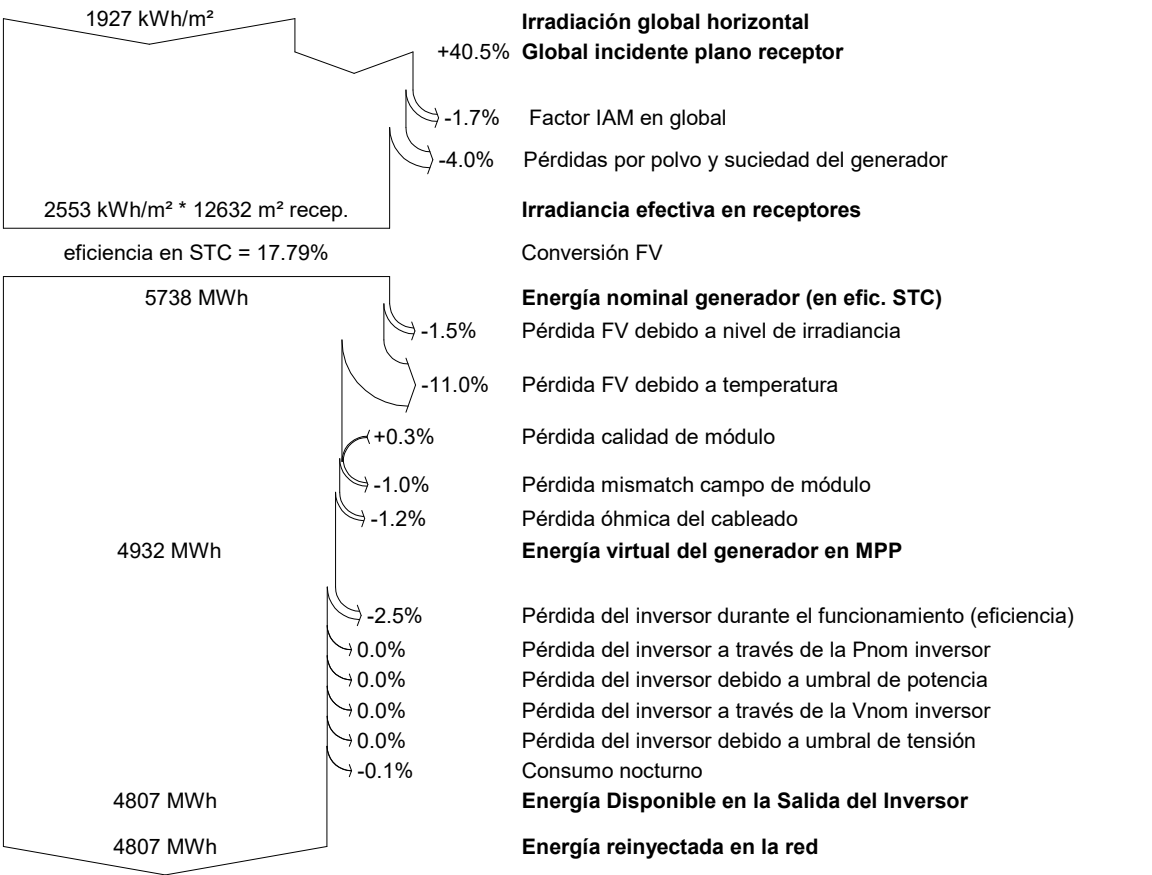 1927 kWh/m² Irradiación global horizontal
+40.5% Global incidente plano receptor
-1.7% Factor IAM en global
-4.0% Pérdidas por polvo y suciedad del generador
2553 kWh/m² * 12632 m² recep. Irradiancia efectiva en receptores
eficiencia en STC = 17.79% Conversión FV
5738 MWh Energía nominal generador (en efic. STC)
-1.5% Pérdida FV debido a nivel de irradiancia
-11.0% Pérdida FV debido a temperatura
+0.3% Pérdida calidad de módulo
-1.0% Pérdida mismatch campo de módulo
-1.2% Pérdida óhmica del cableado
4932 MWh Energía virtual del generador en MPP
-2.5% Pérdida del inversor durante el funcionamiento (eficiencia)
0.0% Pérdida del inversor a través de la Pnom inversor
0.0% Pérdida del inversor debido a umbral de potencia
0.0% Pérdida del inversor a través de la Vnom inversor
0.0% Pérdida del inversor debido a umbral de tensión
-0.1% Consumo nocturno
4807 MWh Energía Disponible en la Salida del Inversor
4807 MWh Energía reinyectada en la red